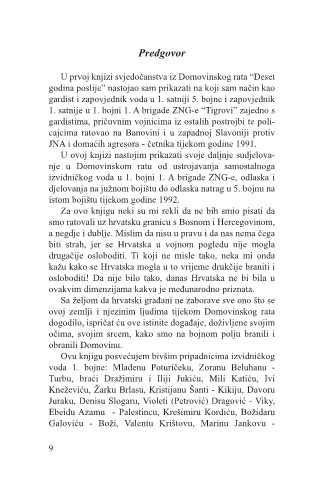 Predgovor
U prvoj knjizi svjedočanstva iz Domovinskog rata “Deset
godina poslije” nastojao sam prikazati na koji sam način kao
gardist i zapovjednik voda u 1. satniji 5. bojne i zapovjednik
1. satnije u 1. bojni 1. A brigade ZNG-e “Tigrovi” zajedno s
gardistima, pričuvnim vojnicima iz ostalih postrojbi te poli-
cajcima ratovao na Banovini i u zapadnoj Slavoniji protiv
JNA i domaćih agresora - četnika tijekom godine 1991.
U ovoj knjizi nastojim prikazati svoje daljnje sudjelova-
nje u Domovinskom ratu od ustrojavanja samostalnoga
izvidničkog voda u 1. bojni 1. A brigade ZNG-e, odlaska i
djelovanja na južnom bojištu do odlaska natrag u 5. bojnu na
istom bojištu tijekom godine 1992.
Za ovo knjigu neki su mi rekli da ne bih smio pisati da
smo ratovali uz hrvatsku granicu s Bosnom i Hercegovinom,
a negdje i dublje. Mislim da nisu u pravu i da nas nema čega
biti strah, jer se Hrvatska u vojnom pogledu nije mogla
drugačije osloboditi. Ti koji ne misle tako, neka mi onda
kažu kako se Hrvatska mogla u to vrijeme drukčije braniti i
osloboditi! Da nije bilo tako, danas Hrvatska ne bi bila u
ovakvim dimenzijama kakva je međunarodno priznata.
Sa željom da hrvatski građani ne zaborave sve ono što se
ovoj zemlji i njezinim ljudima tijekom Domovinskog rata
dogodilo, ispričat ću ove istinite događaje, doživljene svojim
očima, svojim srcem, kako smo na bojnom polju branili i
obranili Domovinu.
Ovu knjigu posvećujem bivšim pripadnicima izvidničkog
voda 1. bojne: Mladenu Poturičeku, Zoranu Beluhanu -
Turbu, braći Dražimiru i Iliji Jukiću, Mili Katiću, Ivi
Kneževiću, Žarku Brlasu, Kristijanu Šanti - Kikiju, Davoru
Juraku, Denisu Slogaru, Violeti (Petrović) Dragović - Viky,
Ebeidu Azamu - Palestincu, Krešimiru Kordiću, Božidaru
Galoviću - Boži, Valentu Krištovu, Marinu Jankovu -
9